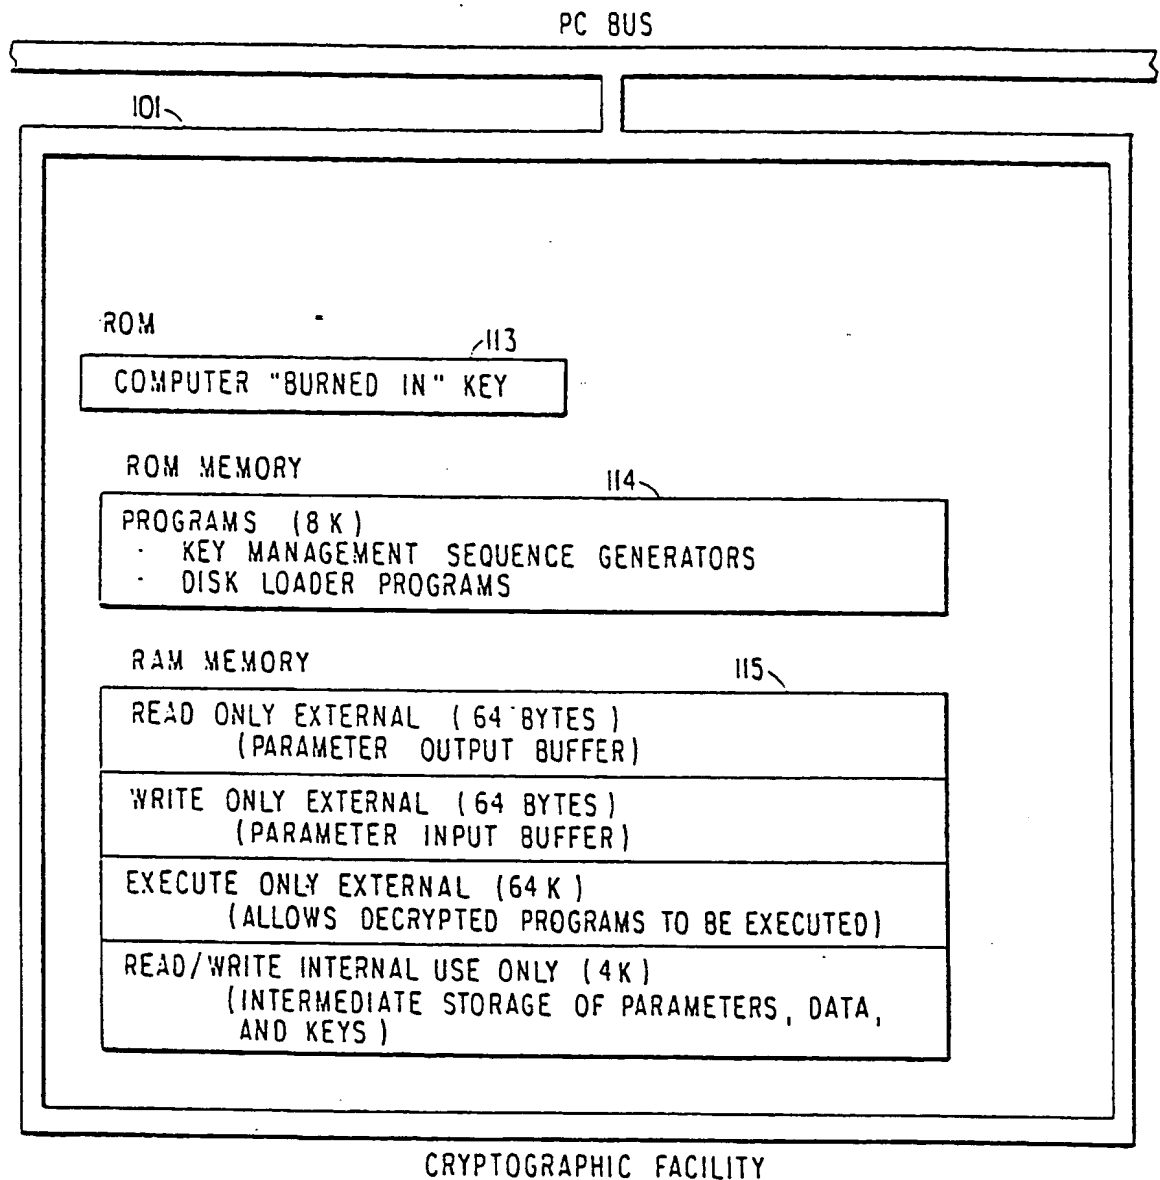 PC BUS
101
ROM
113
COMPUTER "BURNED IN" KEY
ROM MEMORY
114
PROGRAMS (8K)
· KEY MANAGEMENT SEQUENCE GENERATORS
· DISK LOADER PROGRAMS
RAM MEMORY
115
READ ONLY EXTERNAL (64 BYTES)
(PARAMETER OUTPUT BUFFER)
WRITE ONLY EXTERNAL (64 BYTES)
(PARAMETER INPUT BUFFER)
EXECUTE ONLY EXTERNAL (64K)
(ALLOWS DECRYPTED PROGRAMS TO BE EXECUTED)
READ/WRITE INTERNAL USE ONLY (4K)
(INTERMEDIATE STORAGE OF PARAMETERS, DATA,
AND KEYS)
CRYPTOGRAPHIC FACILITY